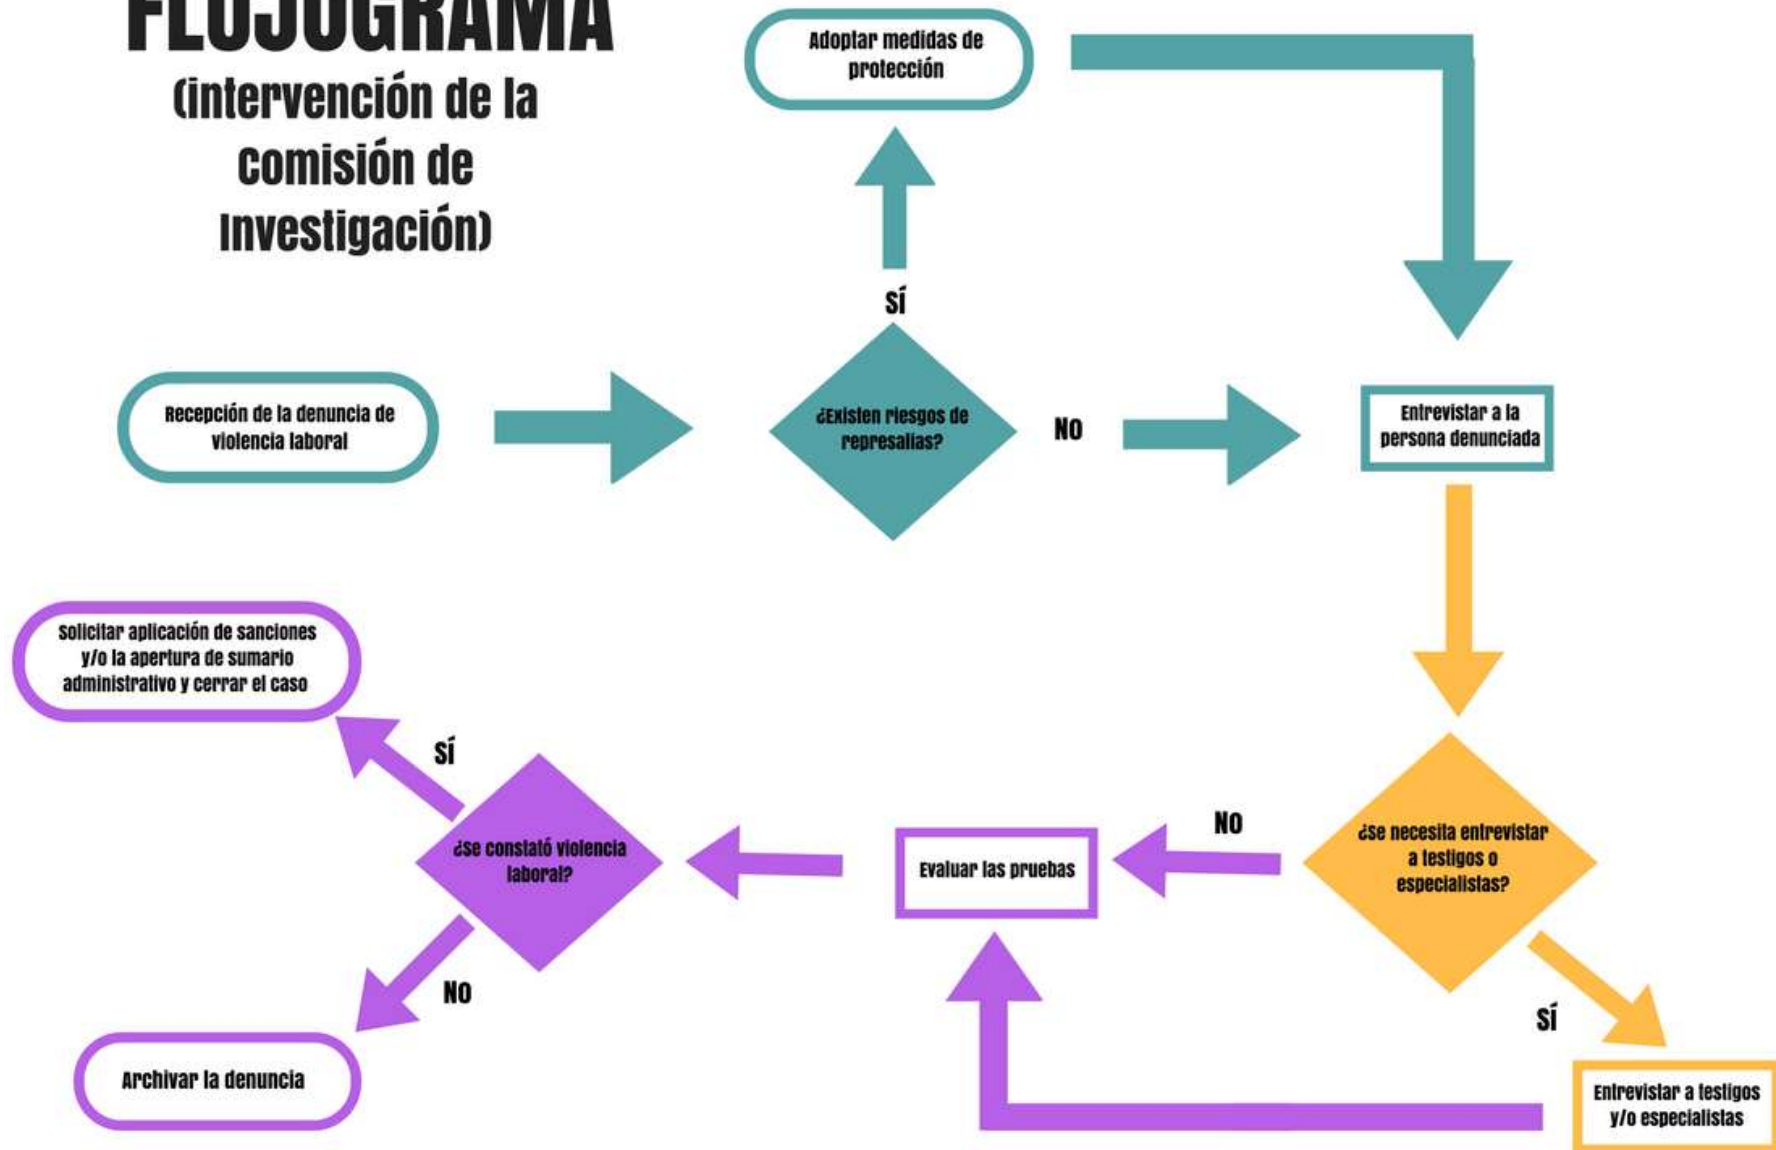 FLUJOGRAMA
(intervención de la
Comisión de
Investigación)
Adoptar medidas de
protección
SÍ
Recepción de la denuncia de
violencia laboral
¿Existen riesgos de
represalias?
NO
Entrevistar a la
persona denunciada
Solicitar aplicación de sanciones
y/o la apertura de sumario
administrativo y cerrar el caso
SÍ
¿Se constató violencia
laboral?
NO
Evaluar las pruebas
NO
¿Se necesita entrevistar
a testigos o
especialistas?
SÍ
Archivar la denuncia
Entrevistar a testigos
y/o especialistas